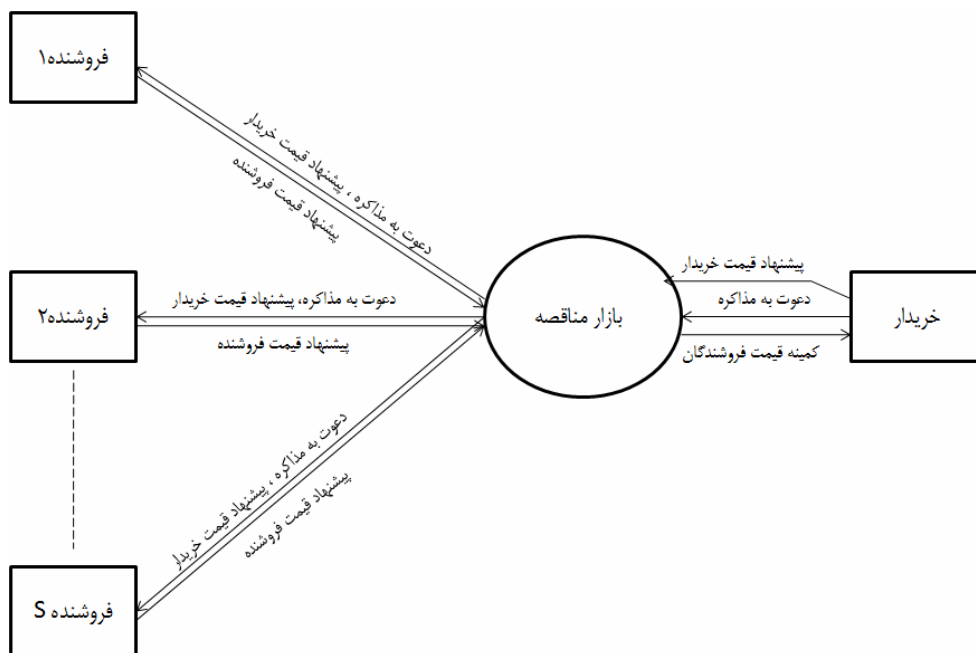 فروشنده۱
دعوت به مذاکره ، پیشنهاد قیمت خریدار
پیشنهاد قیمت فروشنده
پیشنهاد قیمت خریدار
دعوت به مذاکره
کمینه قیمت فروشندگان
خریدار
بازار مناقصه
دعوت به مذاکره، پیشنهاد قیمت خریدار
پیشنهاد قیمت فروشنده
فروشنده۲
دعوت به مذاکره ، پیشنهاد قیمت خریدار
پیشنهاد قیمت فروشنده
فروشنده S